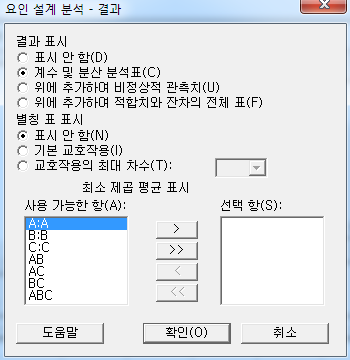 요인 설계 분석 - 결과
결과 표시
표시 안 함(D)
계수 및 분산 분석표(C)
위에 추가하며 비정상적 관측치(U)
위에 추가하며 적합치와 잔차의 전체 표(F)
별칭 표 표시
표시 안 함(N)
기본 교호작용(I)
교호작용의 최대 차수(T):
최소 제곱 평균 표시
사용 가능한 항(A): 선택 항(S):
A:A
B:B
C:C
AB
AC
BC
ABC
>
>>
<
<<
도움말 확인(O) 취소